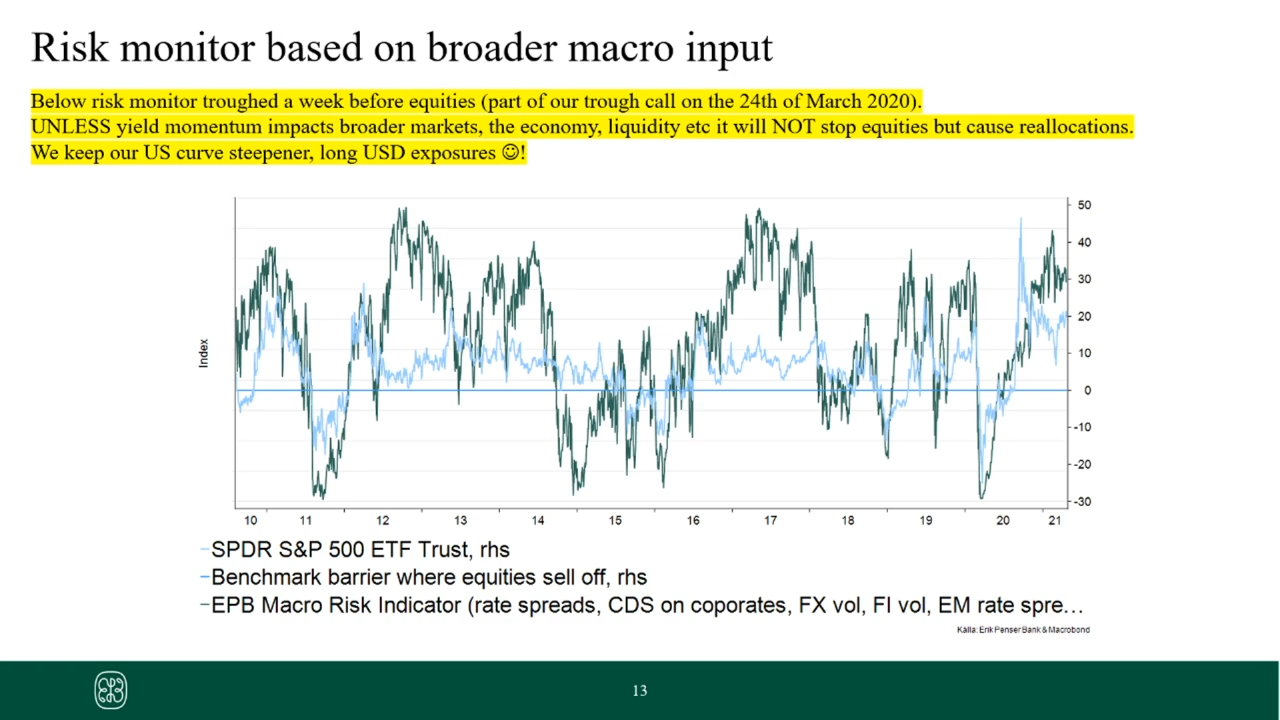 Risk monitor based on broader macro input
Below risk monitor troughed a week before equities (part of our trough call on the 24th of March 2020).
UNLESS yield momentum impacts broader markets, the economy, liquidity etc it will NOT stop equities but cause reallocations.
We keep our US curve steepener, long USD exposures ☺!
50
40
30
20
10
0
-10
-20
-30
Index
10 11 12 13 14 15 16 17 18 19 20 21
SPDR S&P 500 ETF Trust, rhs
Benchmark barrier where equities sell off, rhs
EPB Macro Risk Indicator (rate spreads, CDS on coporates, FX vol, FI vol, EM rate spre…
Källa: Erik Penser Bank & Macrobond
13